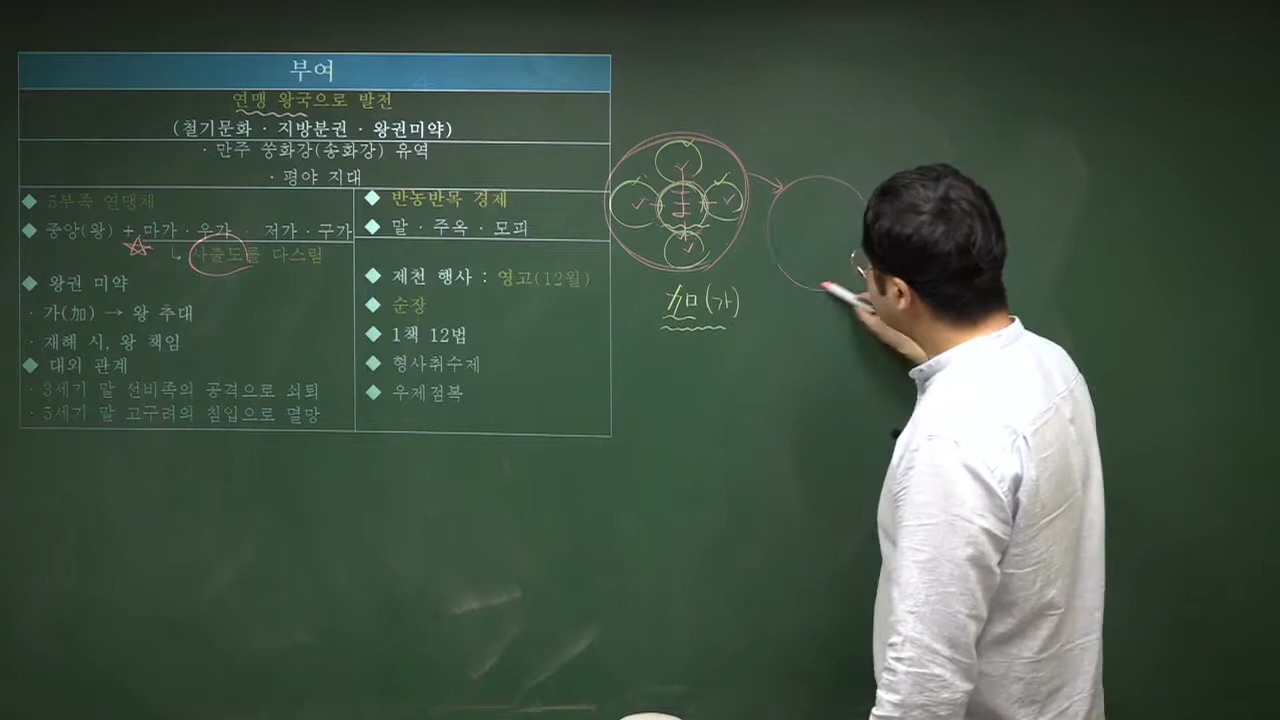 부여
연맹 왕국으로 발전
(철기문화 · 지방분권 · 왕권미약)
· 만주 쑹화강(송화강) 유역
· 평야 지대
◆ 5부족 연맹체
◆ 중앙(왕) + 마가 · 우가 · 저가 · 구가
↳ 사출도를 다스림
◆ 왕권 미약
· 가(加) → 왕 추대
· 재해 시, 왕 책임
◆ 대외 관계
· 3세기 말 선비족의 공격으로 쇠퇴
· 5세기 말 고구려의 침입으로 멸망
◆ 반농반목 경제
◆ 말 · 주옥 · 모피
◆ 제천 행사 : 영고(12월)
◆ 순장
◆ 1책 12법
◆ 형사취수제
◆ 우제점복
加(가)